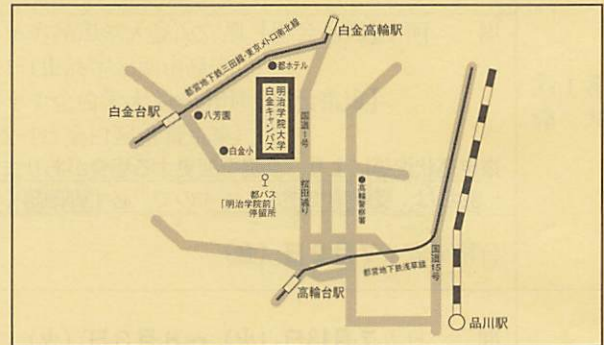 白金高輪駅
都営地下鉄三田線・東京メトロ南北線
●都ホテル
明治学院大学
白金キャンパス
白金台駅
●八芳園
●白金小
国道1号
桜田通り
都バス
「明治学院前」
停留所
●高輪警察署
国道15号
都営地下鉄浅草線
高輪台駅
品川駅